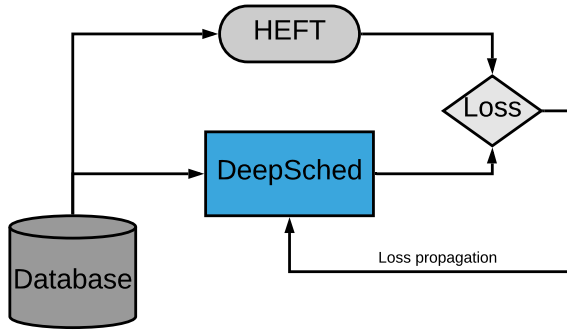 HEFT
Loss
DeepSched
Loss propagation
Database